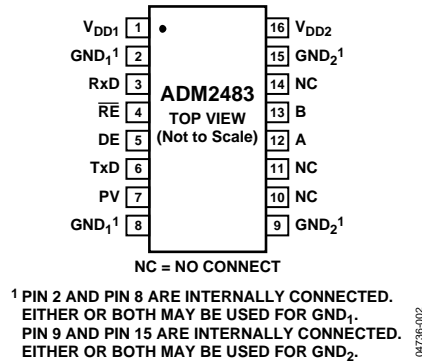 V_DD1 1 16 V_DD2
GND₁¹ 2 15 GND₂¹
RxD 3 14 NC
R̅E̅ 4 13 B
DE 5 12 A
TxD 6 11 NC
PV 7 10 NC
GND₁¹ 8 9 GND₂¹
ADM2483
TOP VIEW
(Not to Scale)
NC = NO CONNECT
¹ PIN 2 AND PIN 8 ARE INTERNALLY CONNECTED.
EITHER OR BOTH MAY BE USED FOR GND₁.
PIN 9 AND PIN 15 ARE INTERNALLY CONNECTED.
EITHER OR BOTH MAY BE USED FOR GND₂.
04736-002